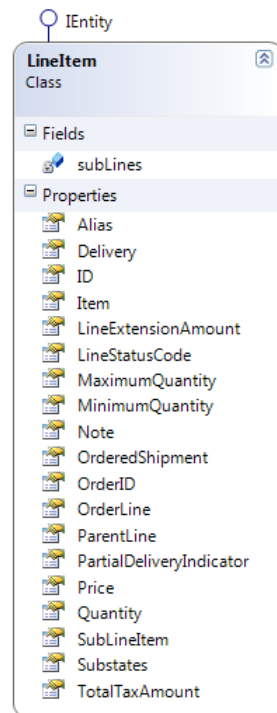 IEntity
LineItem
Class
Fields
subLines
Properties
Alias
Delivery
ID
Item
LineExtensionAmount
LineStatusCode
MaximumQuantity
MinimumQuantity
Note
OrderedShipment
OrderID
OrderLine
ParentLine
PartialDeliveryIndicator
Price
Quantity
SubLineItem
Substates
TotalTaxAmount